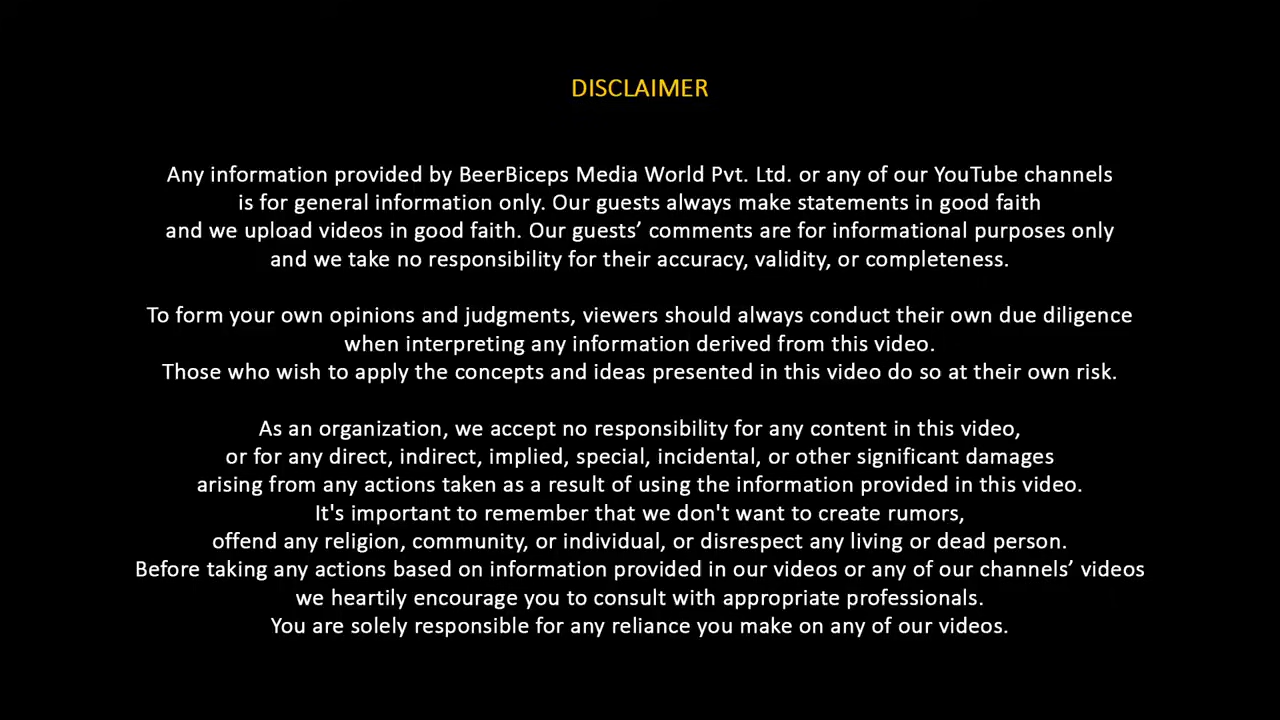 DISCLAIMER
Any information provided by BeerBiceps Media World Pvt. Ltd. or any of our YouTube channels
is for general information only. Our guests always make statements in good faith
and we upload videos in good faith. Our guests’ comments are for informational purposes only
and we take no responsibility for their accuracy, validity, or completeness.
To form your own opinions and judgments, viewers should always conduct their own due diligence
when interpreting any information derived from this video.
Those who wish to apply the concepts and ideas presented in this video do so at their own risk.
As an organization, we accept no responsibility for any content in this video,
or for any direct, indirect, implied, special, incidental, or other significant damages
arising from any actions taken as a result of using the information provided in this video.
It's important to remember that we don't want to create rumors,
offend any religion, community, or individual, or disrespect any living or dead person.
Before taking any actions based on information provided in our videos or any of our channels’ videos
we heartily encourage you to consult with appropriate professionals.
You are solely responsible for any reliance you make on any of our videos.